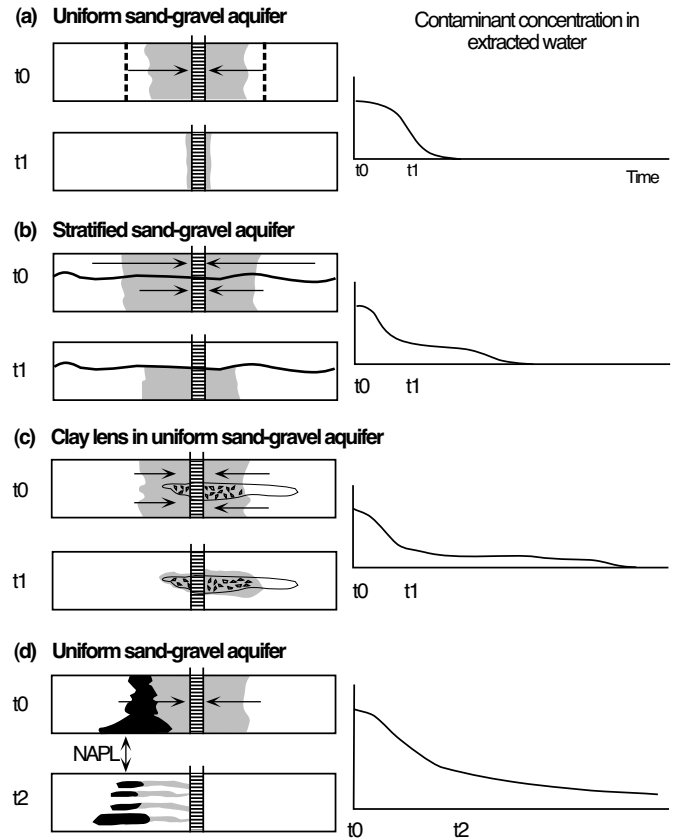 (a) Uniform sand-gravel aquifer
Contaminant concentration in
extracted water
t0
t1
t0 t1 Time
(b) Stratified sand-gravel aquifer
t0
t1
t0 t1
(c) Clay lens in uniform sand-gravel aquifer
t0
t1
t0 t1
(d) Uniform sand-gravel aquifer
t0
NAPL
t2
t0 t2